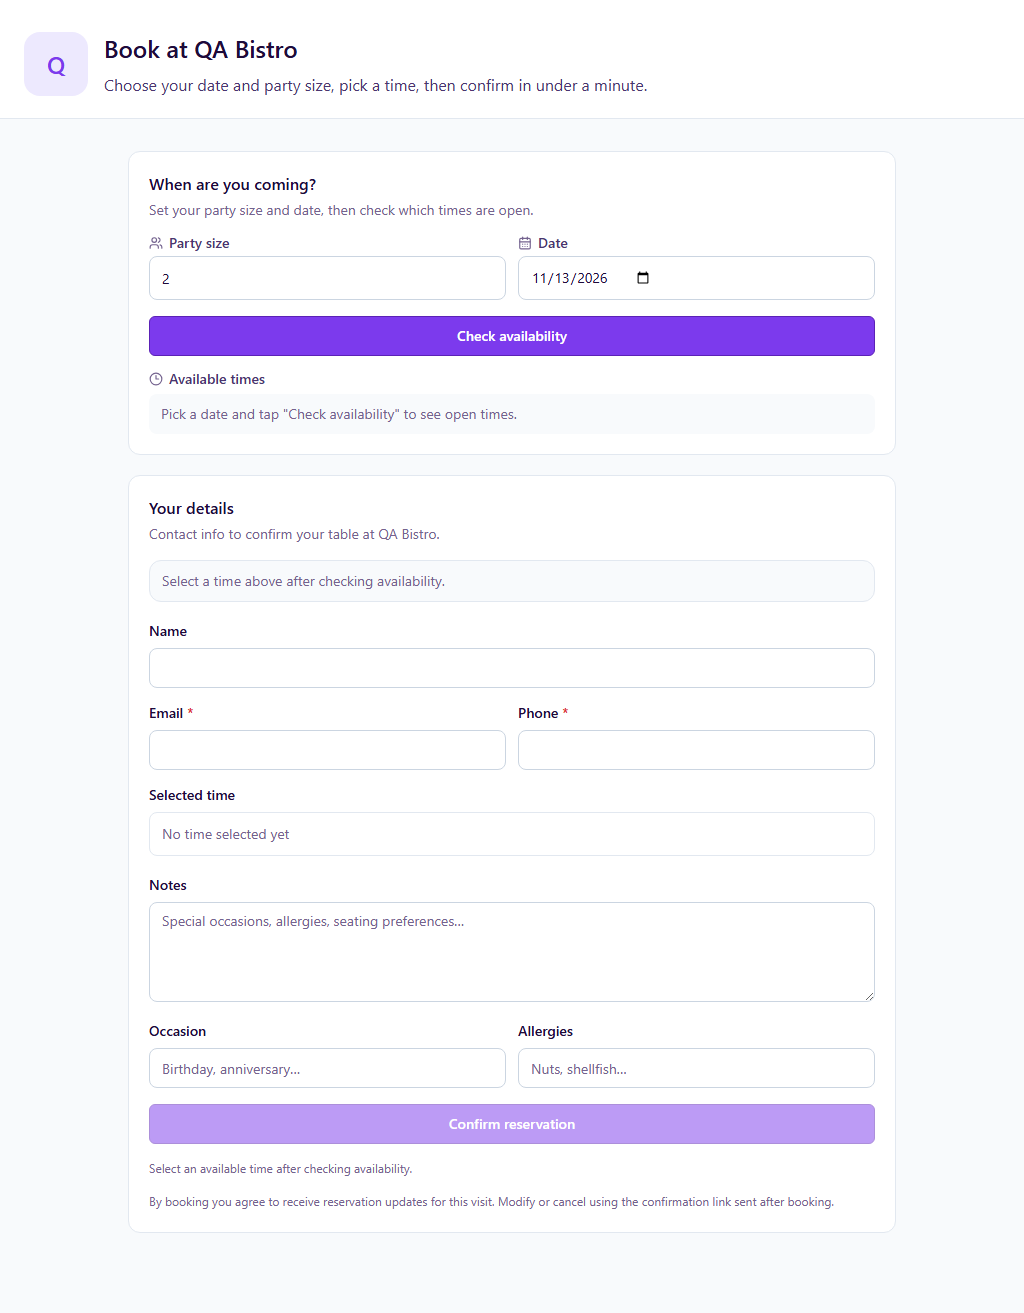 Q
Book at QA Bistro
Choose your date and party size, pick a time, then confirm in under a minute.
When are you coming?
Set your party size and date, then check which times are open.
Party size
Date
2
11/13/2026
Check availability
Available times
Pick a date and tap "Check availability" to see open times.
Your details
Contact info to confirm your table at QA Bistro.
Select a time above after checking availability.
Name
Email *
Phone *
Selected time
No time selected yet
Notes
Special occasions, allergies, seating preferences...
Occasion
Allergies
Birthday, anniversary...
Nuts, shellfish...
Confirm reservation
Select an available time after checking availability.
By booking you agree to receive reservation updates for this visit. Modify or cancel using the confirmation link sent after booking.